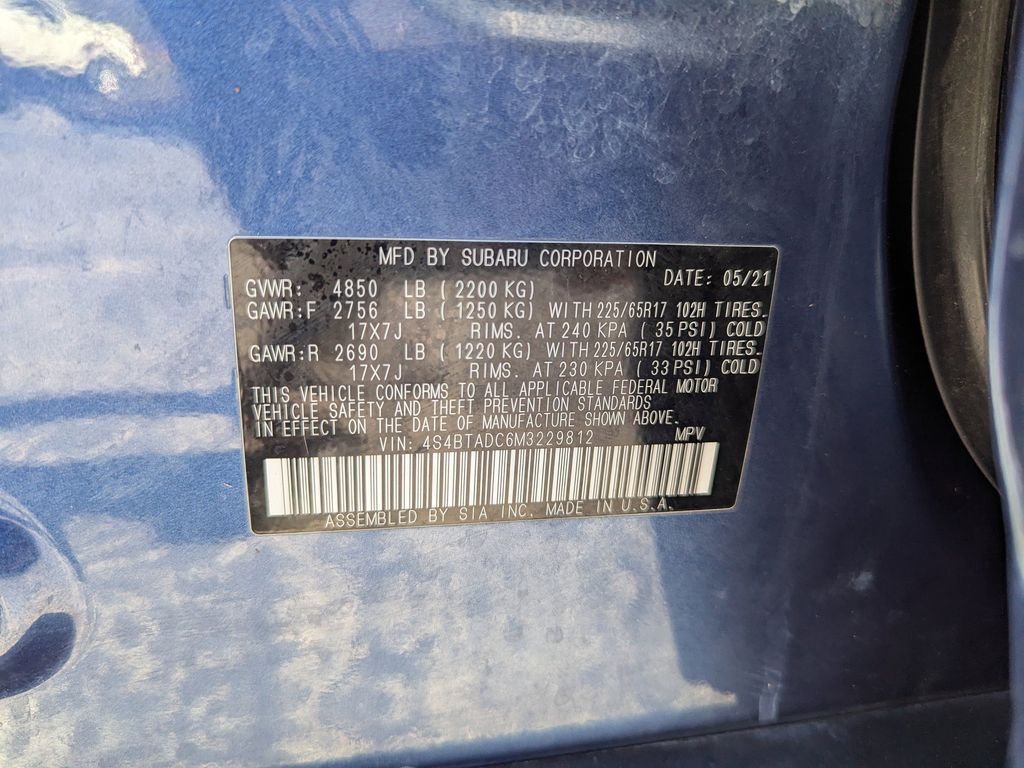 MFD BY SUBARU CORPORATION
DATE: 05/21
GVWR: 4850 LB ( 2200 KG)
GAWR:F 2756 LB ( 1250 KG) WITH 225/65R17 102H TIRES.
17X7J RIMS. AT 240 KPA ( 35 PSI) COLD
GAWR:R 2690 LB ( 1220 KG) WITH 225/65R17 102H TIRES.
17X7J RIMS. AT 230 KPA ( 33 PSI) COLD
THIS VEHICLE CONFORMS TO ALL APPLICABLE FEDERAL MOTOR
VEHICLE SAFETY AND THEFT PREVENTION STANDARDS
IN EFFECT ON THE DATE OF MANUFACTURE SHOWN ABOVE.
VIN: 4S4BTADC6M3229812 MPV
ASSEMBLED BY SIA INC. MADE IN U.S.A.